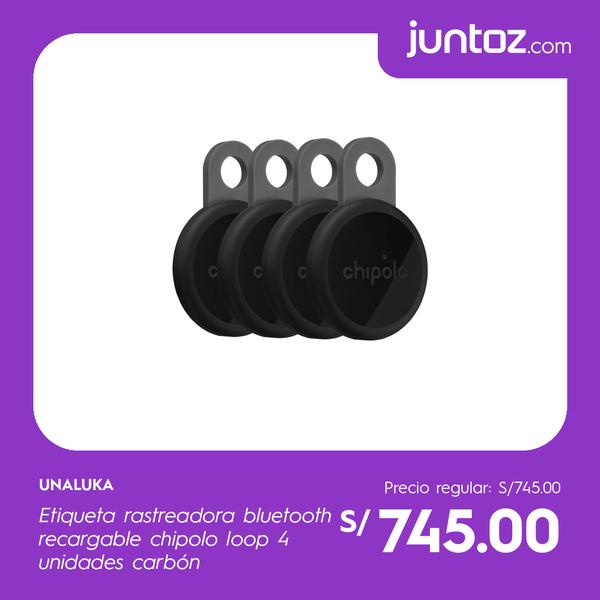 juntoz.com
chipolo
UNALUKA
Precio regular: S/745.00
Etiqueta rastreadora bluetooth
recargable chipolo loop 4
unidades carbón
S/ 745.00